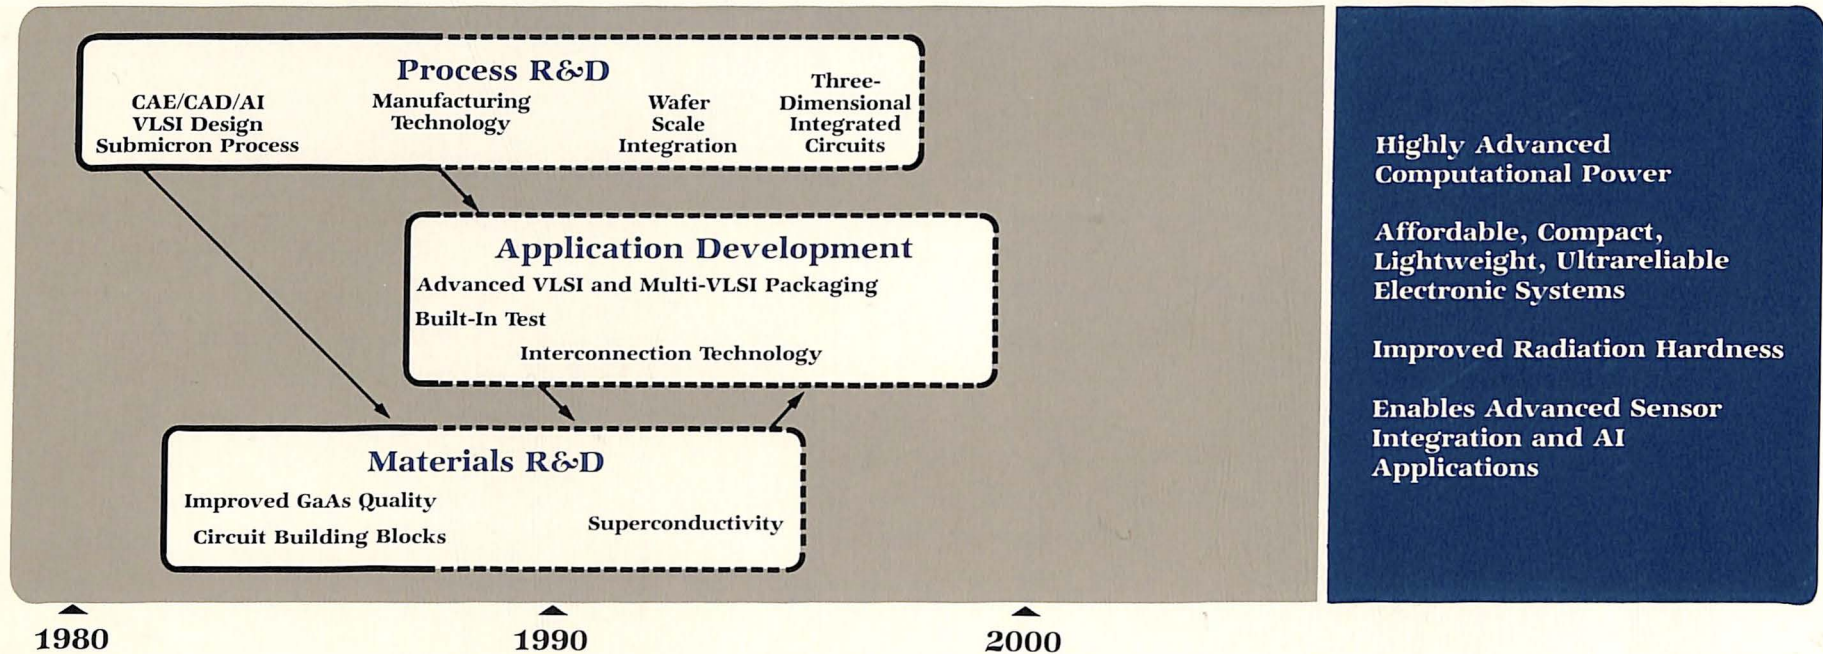 Process R&D
CAE/CAD/AI
VLSI Design
Submicron Process
Manufacturing
Technology
Wafer
Scale
Integration
Three-
Dimensional
Integrated
Circuits
Application Development
Advanced VLSI and Multi-VLSI Packaging
Built-In Test
Interconnection Technology
Materials R&D
Improved GaAs Quality
Circuit Building Blocks
Superconductivity
1980
1990
2000
Highly Advanced
Computational Power
Affordable, Compact,
Lightweight, Ultrareliable
Electronic Systems
Improved Radiation Hardness
Enables Advanced Sensor
Integration and AI
Applications